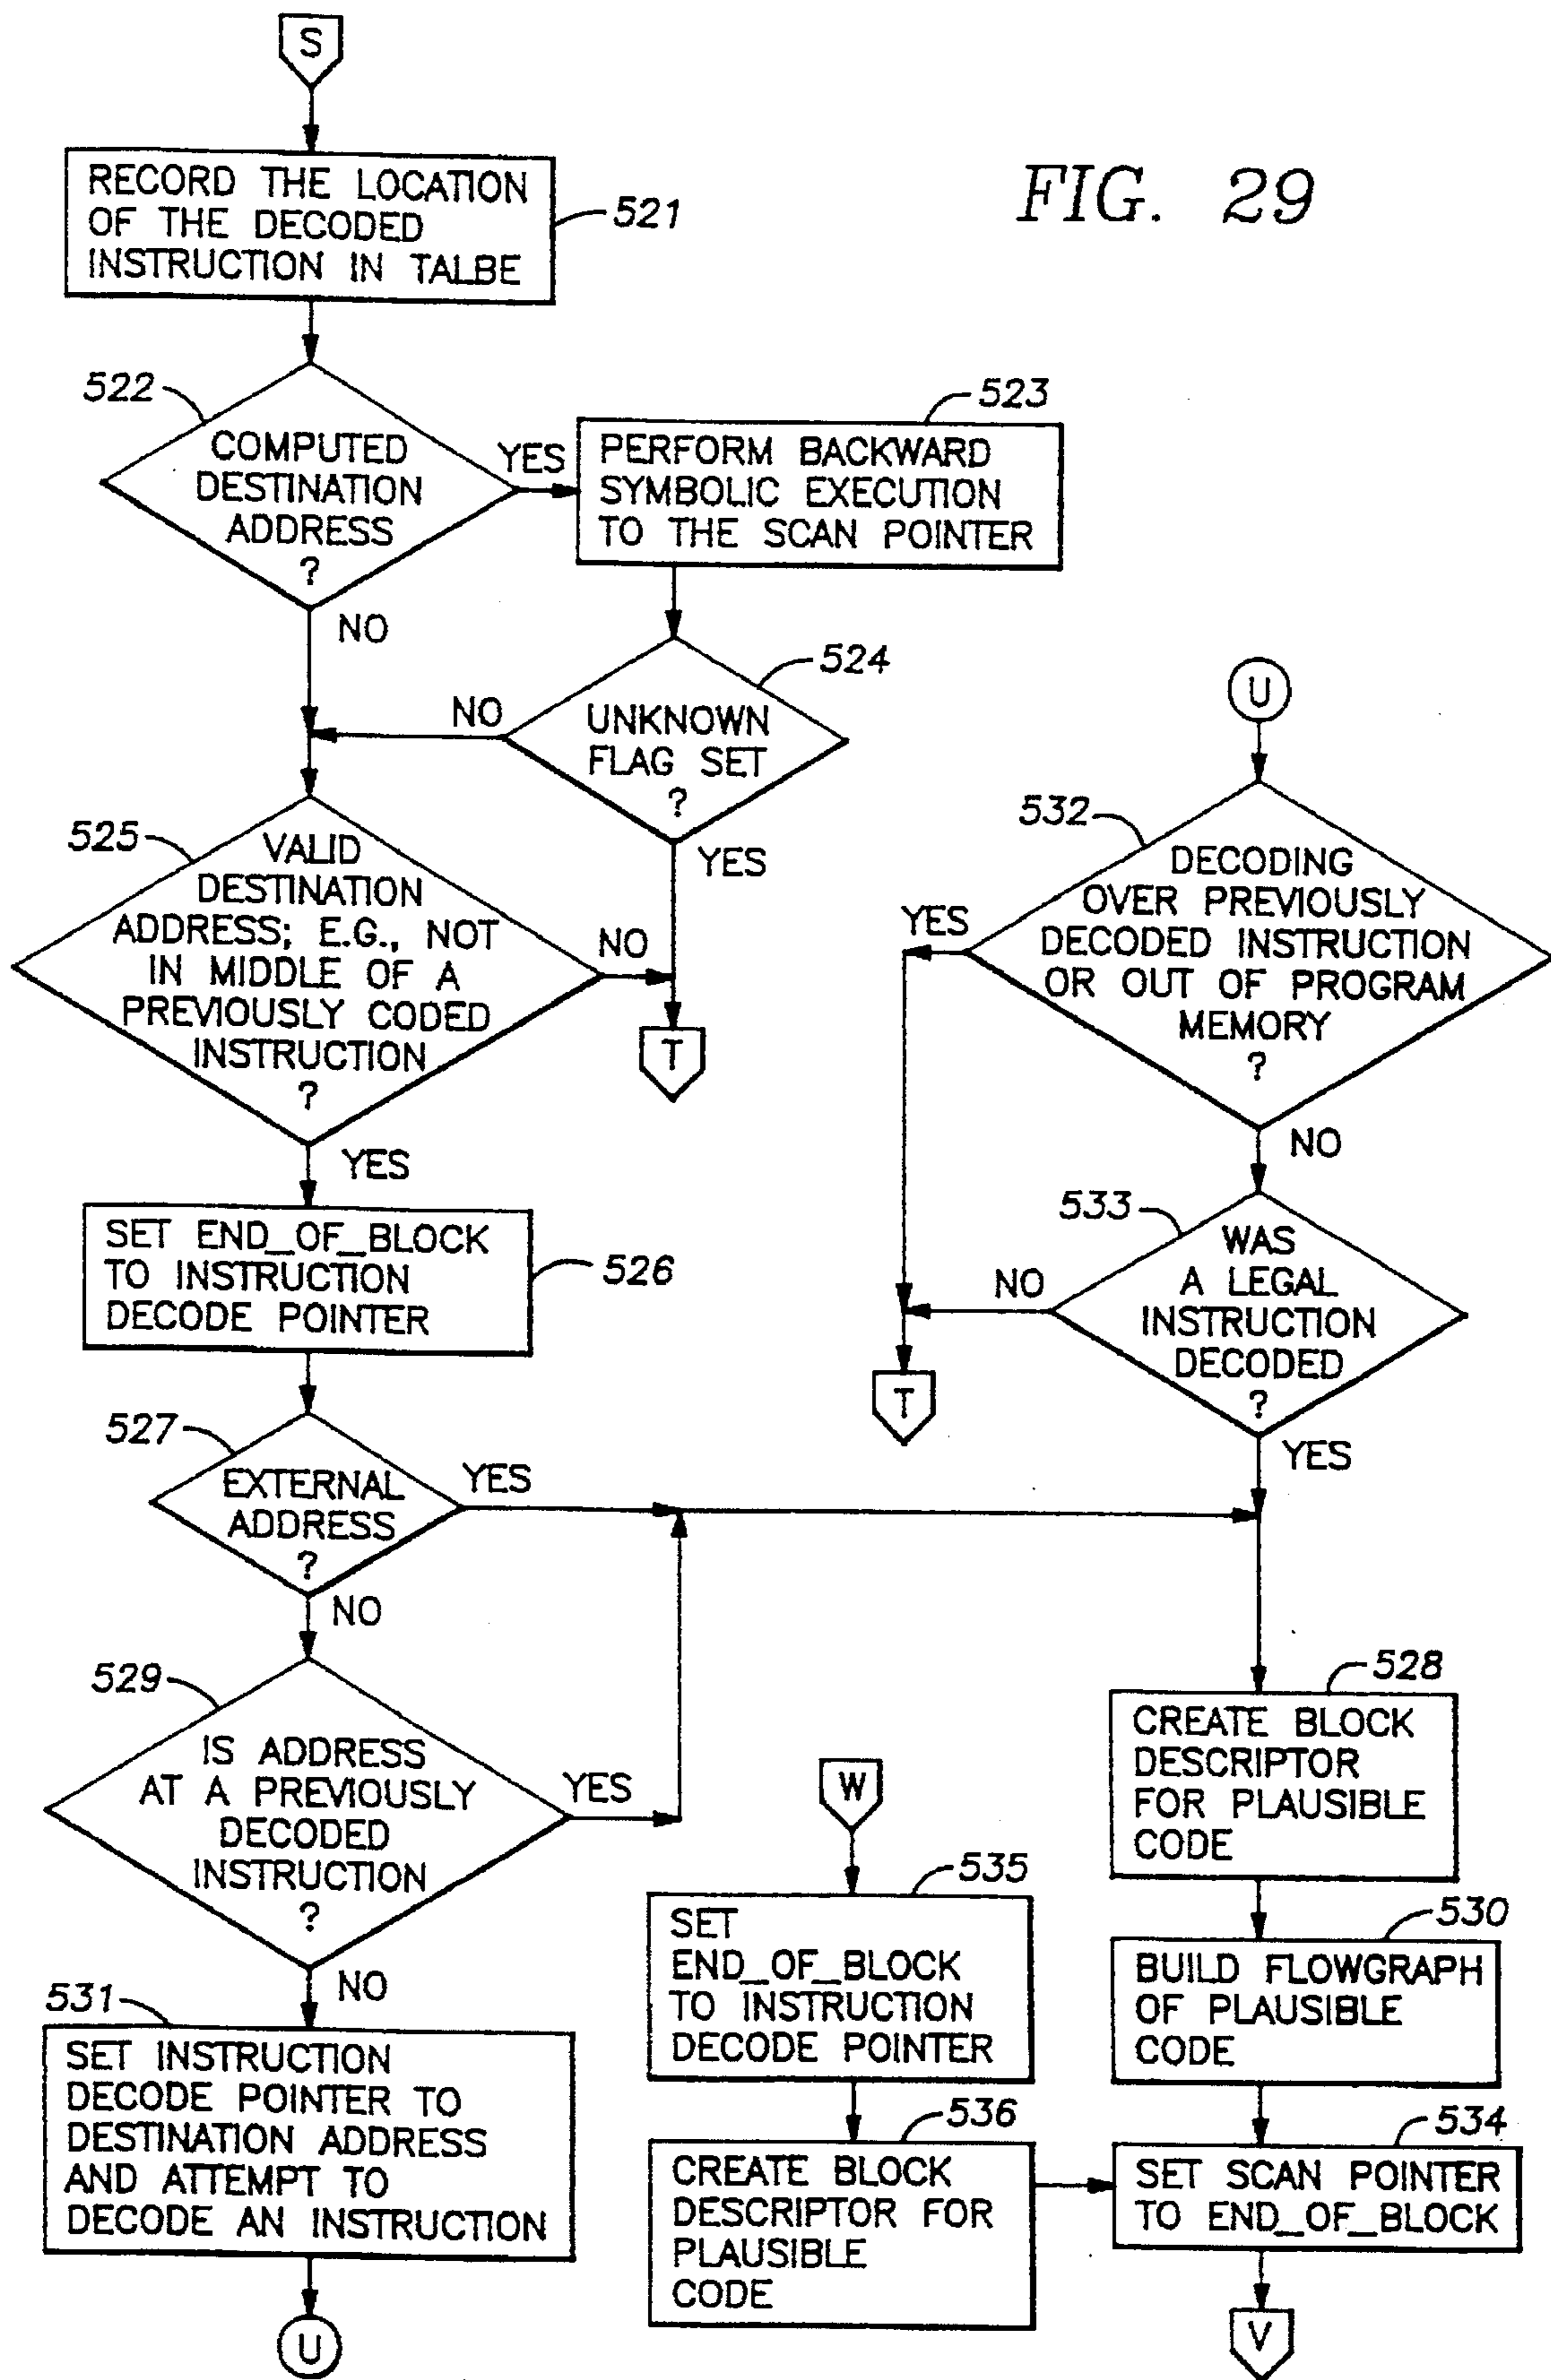 S
FIG. 29
RECORD THE LOCATION
OF THE DECODED
INSTRUCTION IN TALBE
521
522
COMPUTED
DESTINATION
ADDRESS
?
YES
NO
523
PERFORM BACKWARD
SYMBOLIC EXECUTION
TO THE SCAN POINTER
524
UNKNOWN
FLAG SET
?
NO
YES
525
VALID
DESTINATION
ADDRESS; E.G., NOT
IN MIDDLE OF A
PREVIOUSLY CODED
INSTRUCTION
?
NO
T
YES
SET END_OF_BLOCK
TO INSTRUCTION
DECODE POINTER
526
527
EXTERNAL
ADDRESS
?
YES
NO
529
IS ADDRESS
AT A PREVIOUSLY
DECODED
INSTRUCTION
?
YES
NO
531
SET INSTRUCTION
DECODE POINTER TO
DESTINATION ADDRESS
AND ATTEMPT TO
DECODE AN INSTRUCTION
U
U
532
DECODING
OVER PREVIOUSLY
DECODED INSTRUCTION
OR OUT OF PROGRAM
MEMORY
?
YES
NO
533
WAS
A LEGAL
INSTRUCTION
DECODED
?
NO
T
YES
528
CREATE BLOCK
DESCRIPTOR
FOR PLAUSIBLE
CODE
530
BUILD FLOWGRAPH
OF PLAUSIBLE
CODE
W
535
SET
END_OF_BLOCK
TO INSTRUCTION
DECODE POINTER
536
CREATE BLOCK
DESCRIPTOR FOR
PLAUSIBLE
CODE
534
SET SCAN POINTER
TO END_OF_BLOCK
V